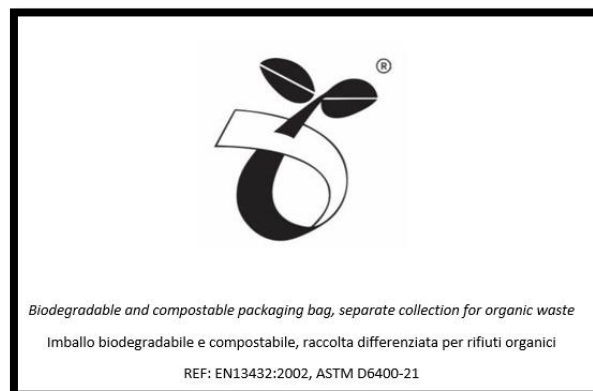 ®
Biodegradable and compostable packaging bag, separate collection for organic waste
Imballo biodegradabile e compostabile, raccolta differenziata per rifiuti organici
REF: EN13432:2002, ASTM D6400-21